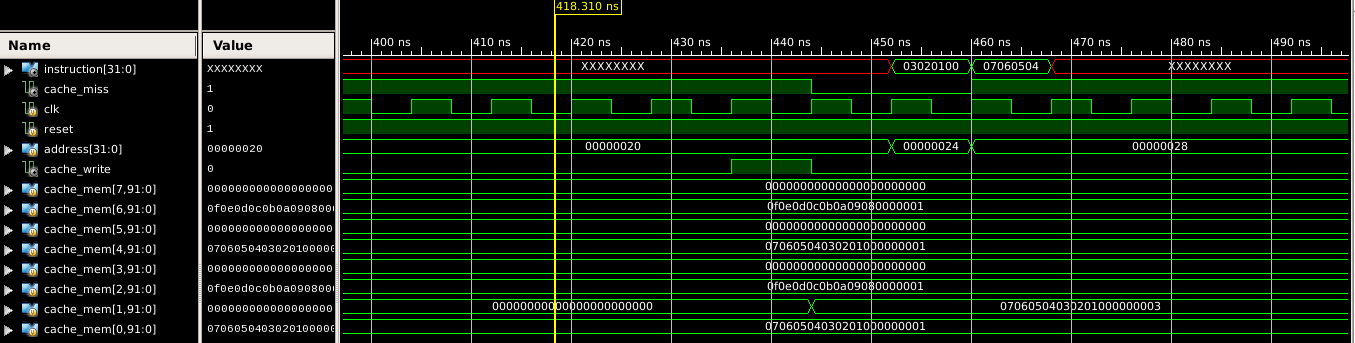 418.310 ns
Name Value 400 ns 410 ns 420 ns 430 ns 440 ns 450 ns 460 ns 470 ns 480 ns 490 ns
instruction[31:0] XXXXXXXX XXXXXXXX 03020100 07060504 XXXXXXXX
cache_miss 1
clk 0
reset 1
address[31:0] 00000020 00000020 00000024 00000028
cache_write 0
cache_mem[7,91:0] 000000000000000000 00000000000000000000000
cache_mem[6,91:0] 0f0e0d0c0b0a09080 0f0e0d0c0b0a09080000001
cache_mem[5,91:0] 000000000000000000 00000000000000000000000
cache_mem[4,91:0] 070605040302010000 07060504030201000000001
cache_mem[3,91:0] 000000000000000000 00000000000000000000000
cache_mem[2,91:0] 0f0e0d0c0b0a09080 0f0e0d0c0b0a09080000001
cache_mem[1,91:0] 000000000000000000 00000000000000000000000 07060504030201000000003
cache_mem[0,91:0] 070605040302010000 07060504030201000000001